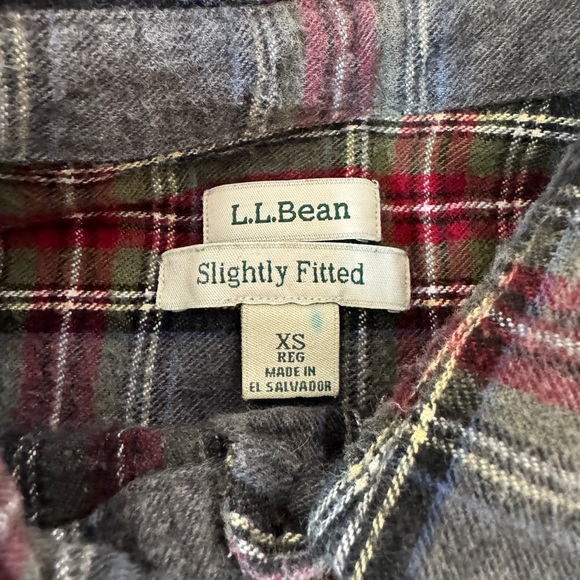 L.L.Bean
Slightly Fitted
XS
REG
MADE IN
EL SALVADOR